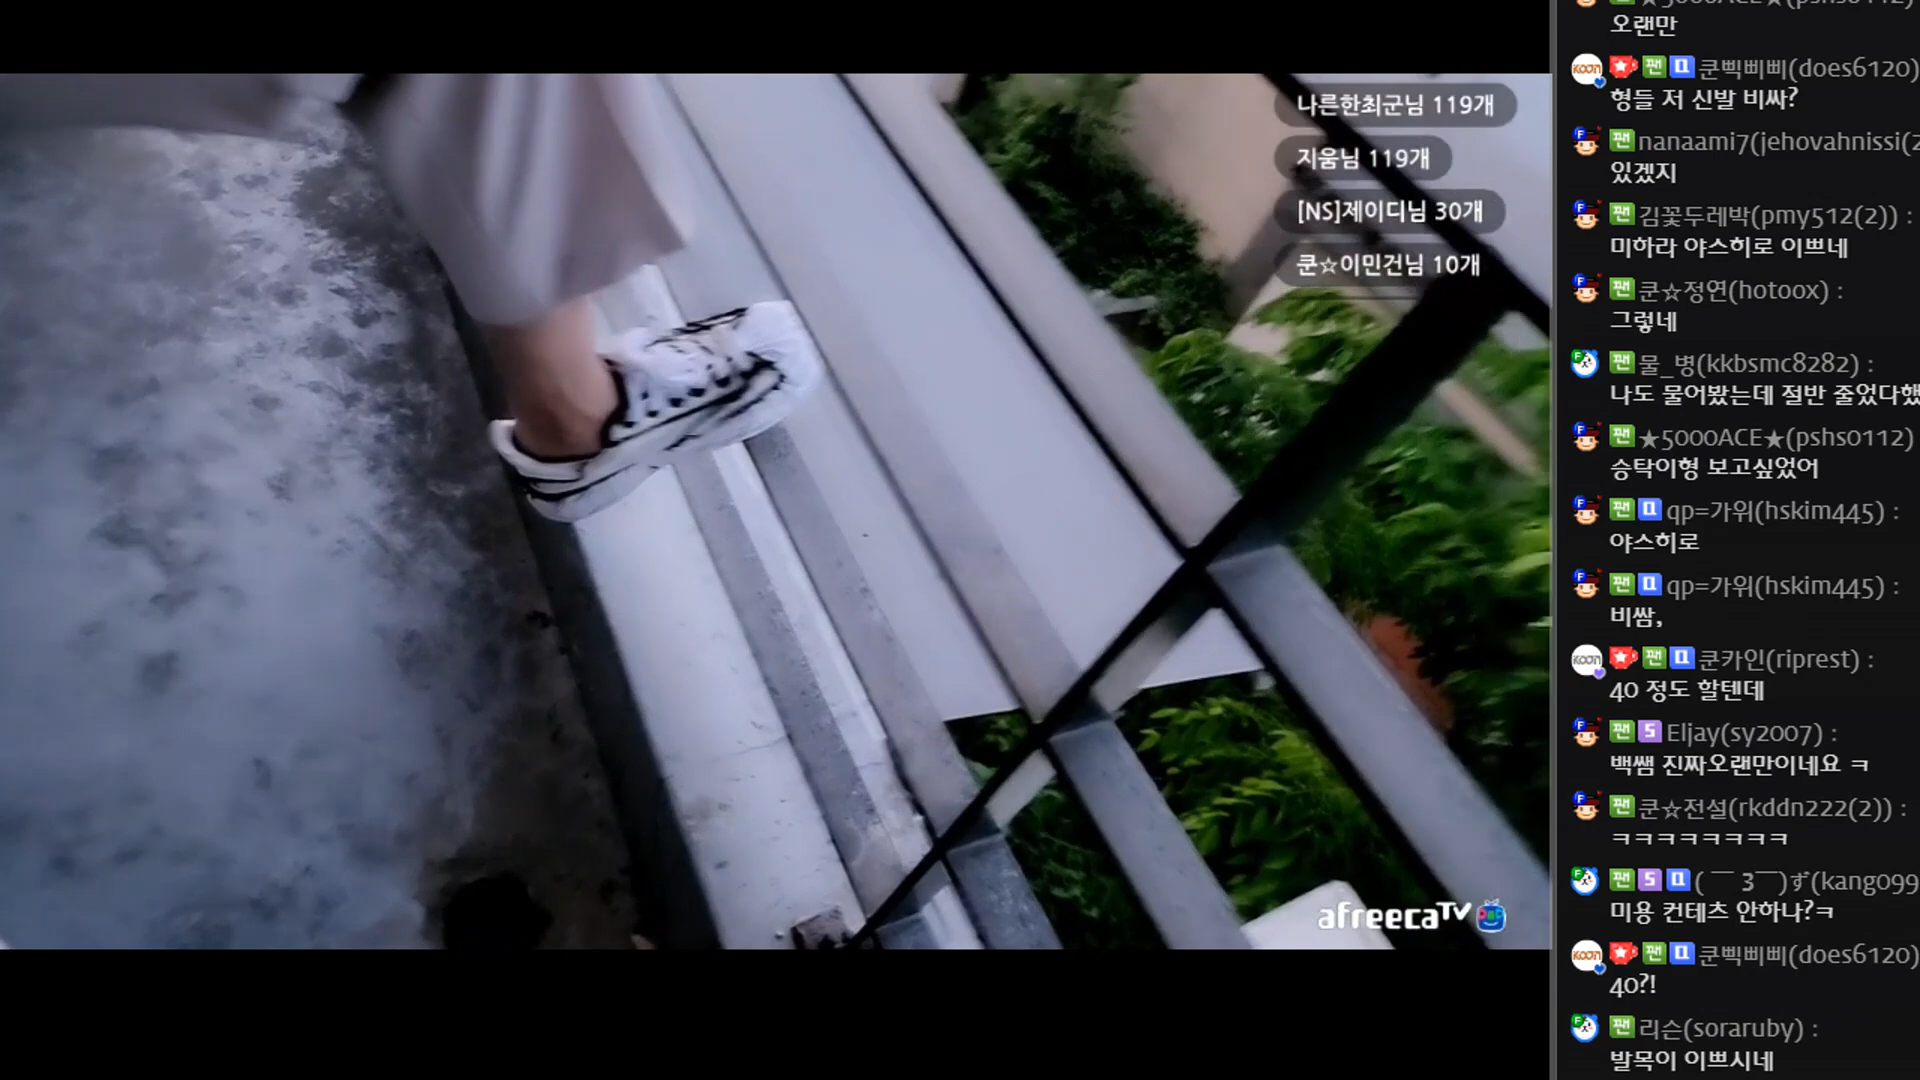 나른한최군님 119개
지움님 119개
[NS]제이디님 30개
쿤☆이민건님 10개
afreecaTV
★5000ACE★(pshs0112)
오랜만
쿤삑삐삐(does6120)
형들 저 신발 비싸?
nanaami7(jehovahnissi(2
있겠지
김꽃두레박(pmy512(2)) :
미하라 야스히로 이쁘네
쿤☆정연(hotoox) :
그렇네
물_병(kkbsmc8282) :
나도 물어봤는데 절반 줄었다했
★5000ACE★(pshs0112)
승탁이형 보고싶었어
qp=가위(hskim445) :
야스히로
qp=가위(hskim445) :
비쌈,
쿤카인(riprest) :
40 정도 할텐데
Eljay(sy2007) :
백쌤 진짜오랜만이네요 ㅋ
쿤☆전설(rkddn222(2)) :
ㅋㅋㅋㅋㅋㅋㅋㅋ
(￣ 3￣)ず(kang099
미용 컨테츠 안하나?ㅋ
쿤삑삐삐(does6120)
40?!
리슨(soraruby) :
발목이 이쁘시네